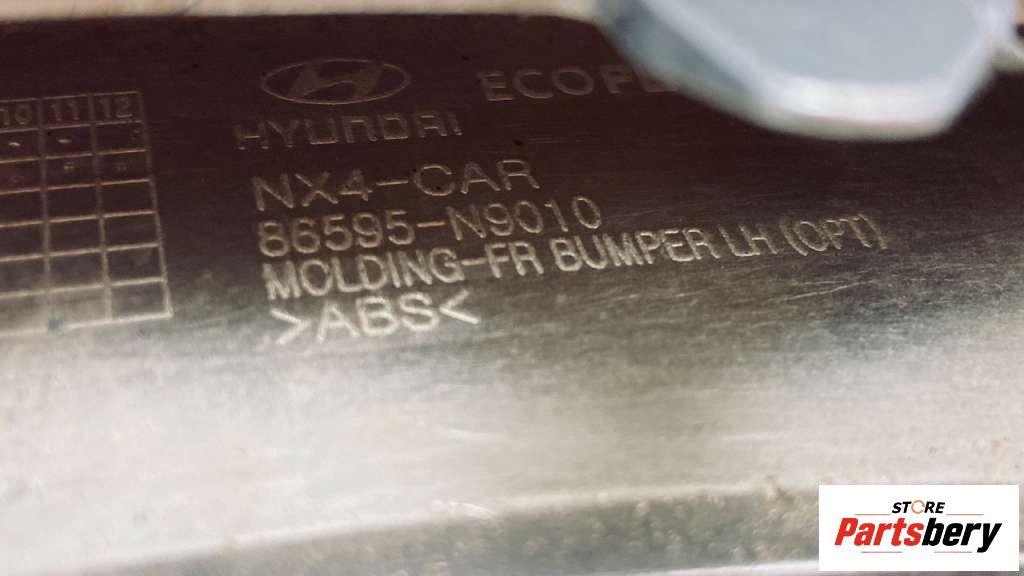 10 11 12
HYUNDAI
NX4-CAR
86595-N9010
MOLDING-FR BUMPER LH (OPT)
>ABS<
STORE
Partsbery